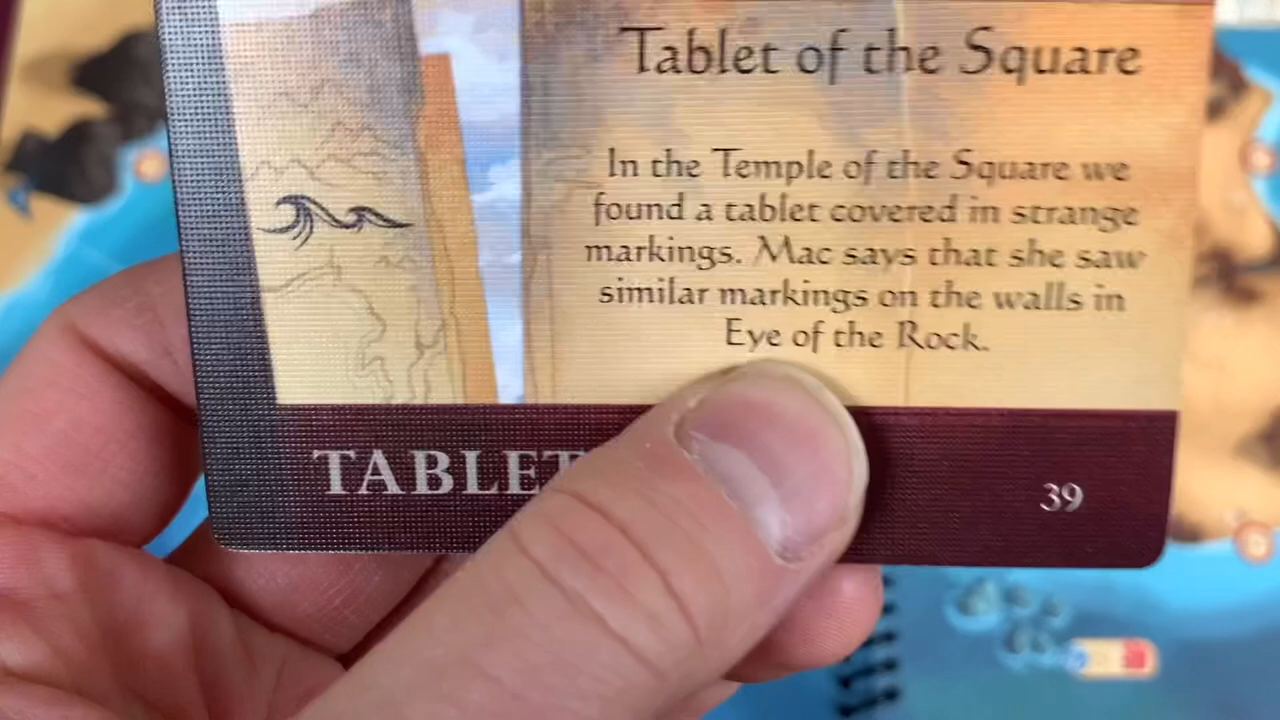 Tablet of the Square
In the Temple of the Square we
found a tablet covered in strange
markings. Mac says that she saw
similar markings on the walls in
Eye of the Rock.
TABLET
39